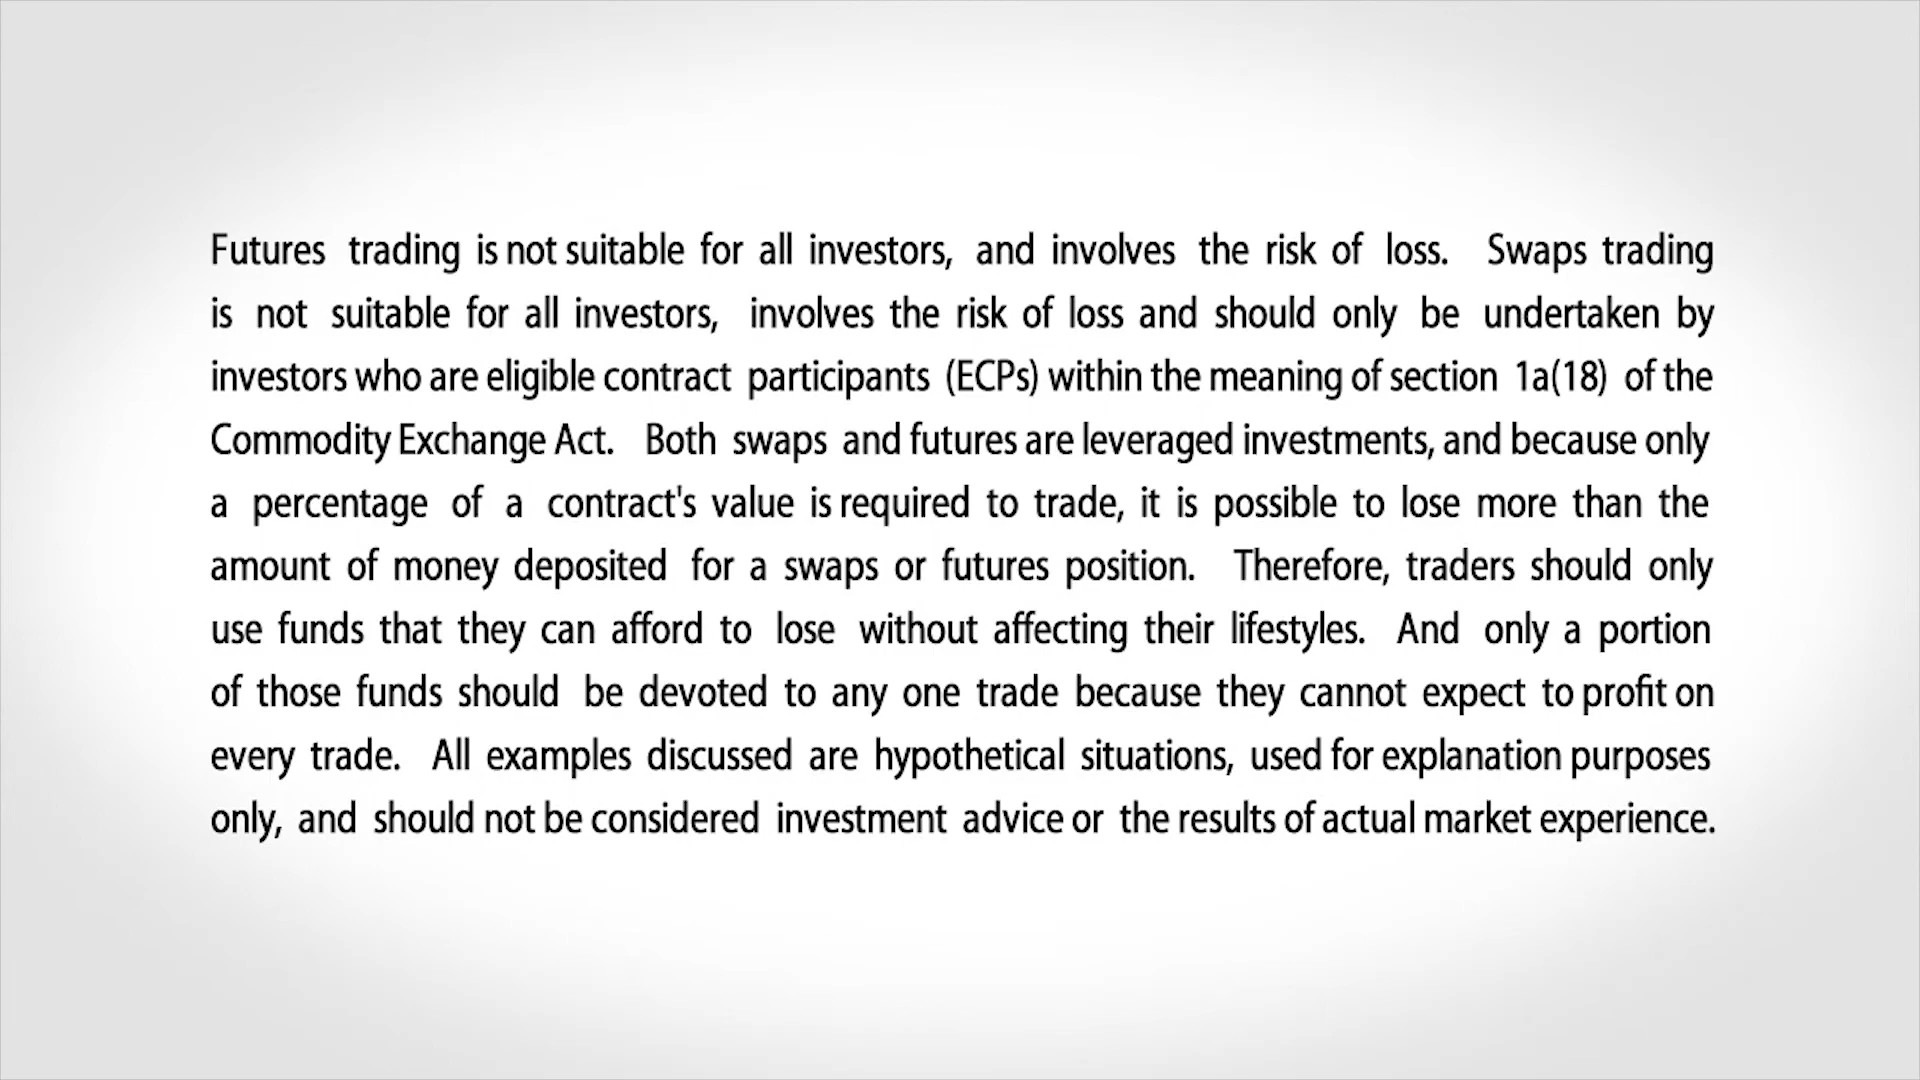 Futures trading is not suitable for all investors, and involves the risk of loss. Swaps trading
is not suitable for all investors, involves the risk of loss and should only be undertaken by
investors who are eligible contract participants (ECPs) within the meaning of section 1a(18) of the
Commodity Exchange Act. Both swaps and futures are leveraged investments, and because only
a percentage of a contract's value is required to trade, it is possible to lose more than the
amount of money deposited for a swaps or futures position. Therefore, traders should only
use funds that they can afford to lose without affecting their lifestyles. And only a portion
of those funds should be devoted to any one trade because they cannot expect to profit on
every trade. All examples discussed are hypothetical situations, used for explanation purposes
only, and should not be considered investment advice or the results of actual market experience.